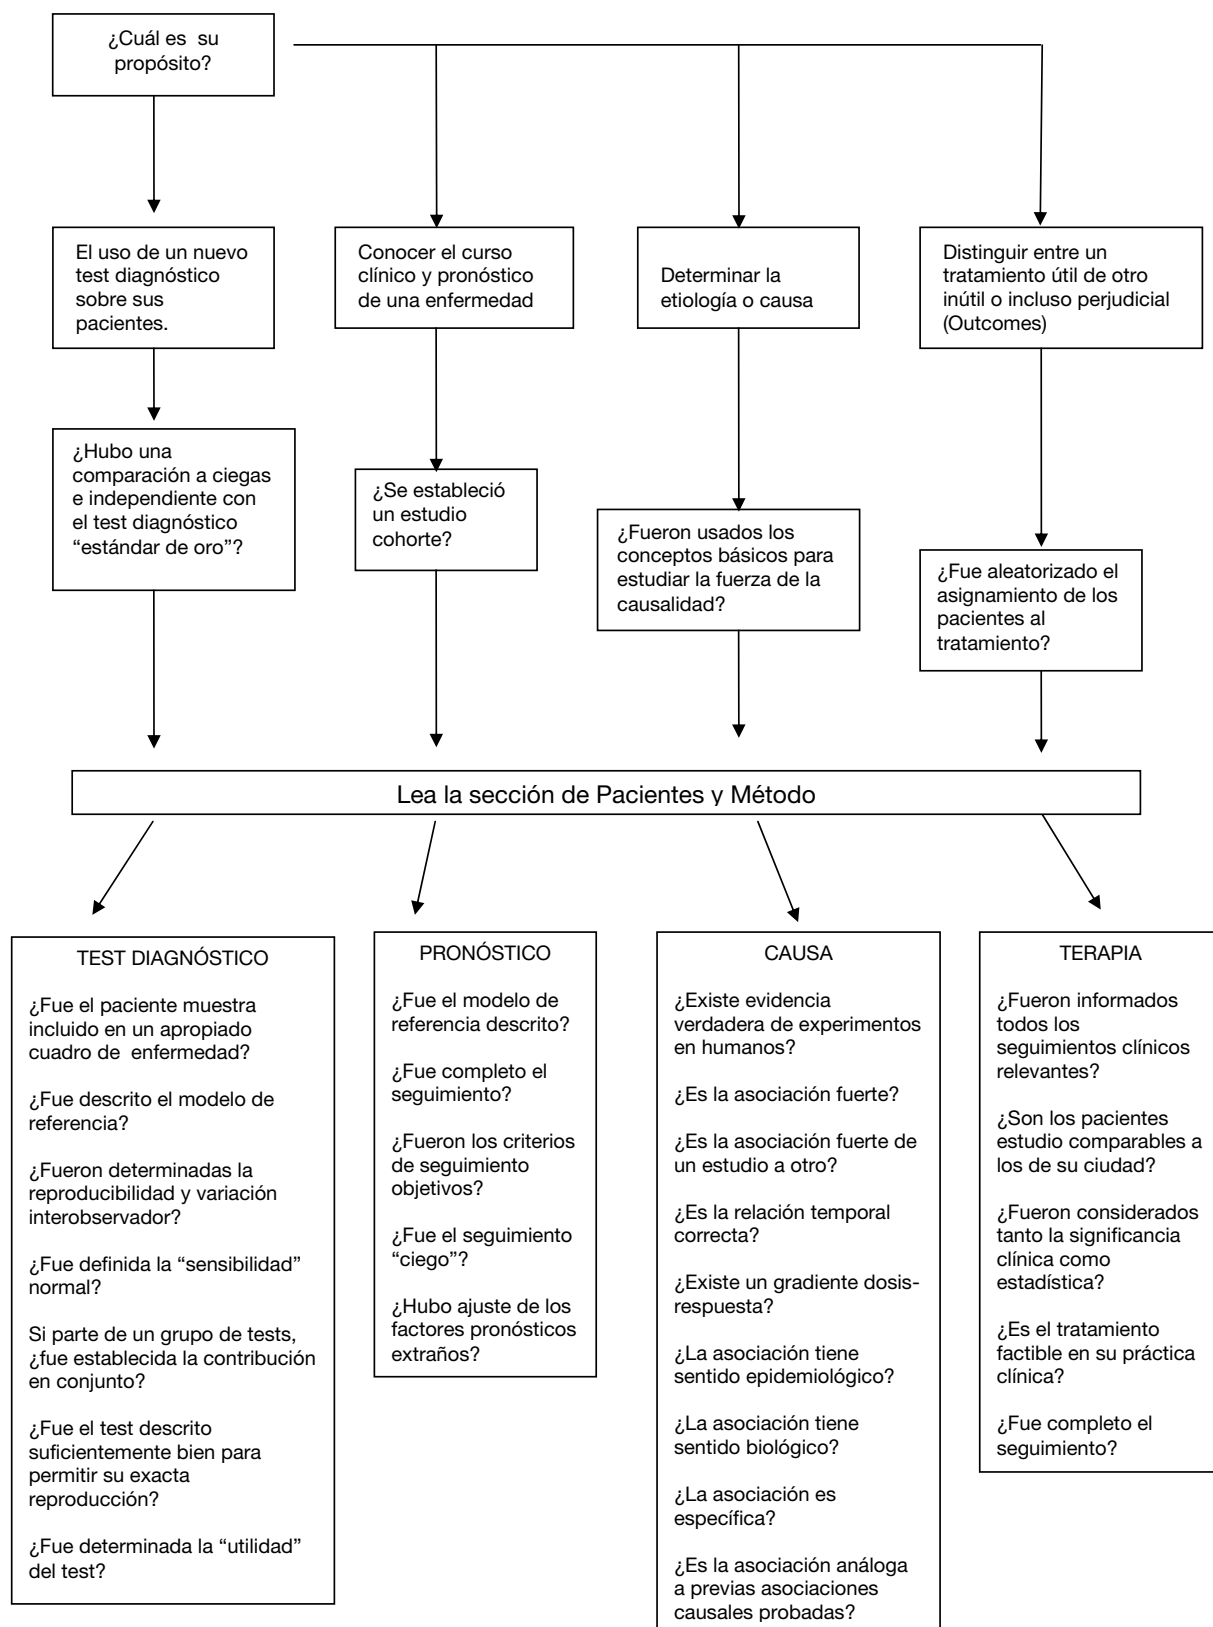 ¿Cuál es su
propósito?
El uso de un nuevo
test diagnóstico
sobre sus
pacientes.
Conocer el curso
clínico y pronóstico
de una enfermedad
Determinar la
etiología o causa
Distinguir entre un
tratamiento útil de otro
inútil o incluso perjudicial
(Outcomes)
¿Hubo una
comparación a ciegas
e independiente con
el test diagnóstico
“estándar de oro”?
¿Se estableció
un estudio
cohorte?
¿Fueron usados los
conceptos básicos para
estudiar la fuerza de la
causalidad?
¿Fue aleatorizado el
asignamiento de los
pacientes al
tratamiento?
Lea la sección de Pacientes y Método
TEST DIAGNÓSTICO
¿Fue el paciente muestra
incluido en un apropiado
cuadro de enfermedad?
¿Fue descrito el modelo de
referencia?
¿Fueron determinadas la
reproducibilidad y variación
interobservador?
¿Fue definida la “sensibilidad”
normal?
Si parte de un grupo de tests,
¿fue establecida la contribución
en conjunto?
¿Fue el test descrito
suficientemente bien para
permitir su exacta
reproducción?
¿Fue determinada la “utilidad”
del test?
PRONÓSTICO
¿Fue el modelo de
referencia descrito?
¿Fue completo el
seguimiento?
¿Fueron los criterios
de seguimiento
objetivos?
¿Fue el seguimiento
“ciego”?
¿Hubo ajuste de los
factores pronósticos
extraños?
CAUSA
¿Existe evidencia
verdadera de experimentos
en humanos?
¿Es la asociación fuerte?
¿Es la asociación fuerte de
un estudio a otro?
¿Es la relación temporal
correcta?
¿Existe un gradiente dosis-
respuesta?
¿La asociación tiene
sentido epidemiológico?
¿La asociación tiene
sentido biológico?
¿La asociación es
específica?
¿Es la asociación análoga
a previas asociaciones
causales probadas?
TERAPIA
¿Fueron informados
todos los
seguimientos clínicos
relevantes?
¿Son los pacientes
estudio comparables a
los de su ciudad?
¿Fueron considerados
tanto la significancia
clínica como
estadística?
¿Es el tratamiento
factible en su práctica
clínica?
¿Fue completo el
seguimiento?